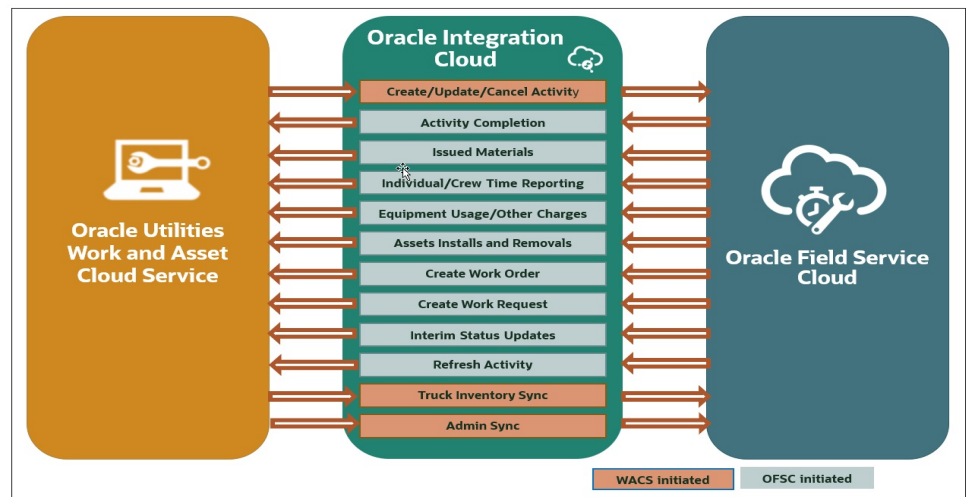 Oracle Integration
Cloud
Create/Update/Cancel Activity
Activity Completion
Issued Materials
Individual/Crew Time Reporting
Equipment Usage/Other Charges
Assets Installs and Removals
Create Work Order
Create Work Request
Interim Status Updates
Refresh Activity
Truck Inventory Sync
Admin Sync
Oracle Utilities
Work and Asset
Cloud Service
Oracle Field Service
Cloud
WACS initiated
OFSC initiated